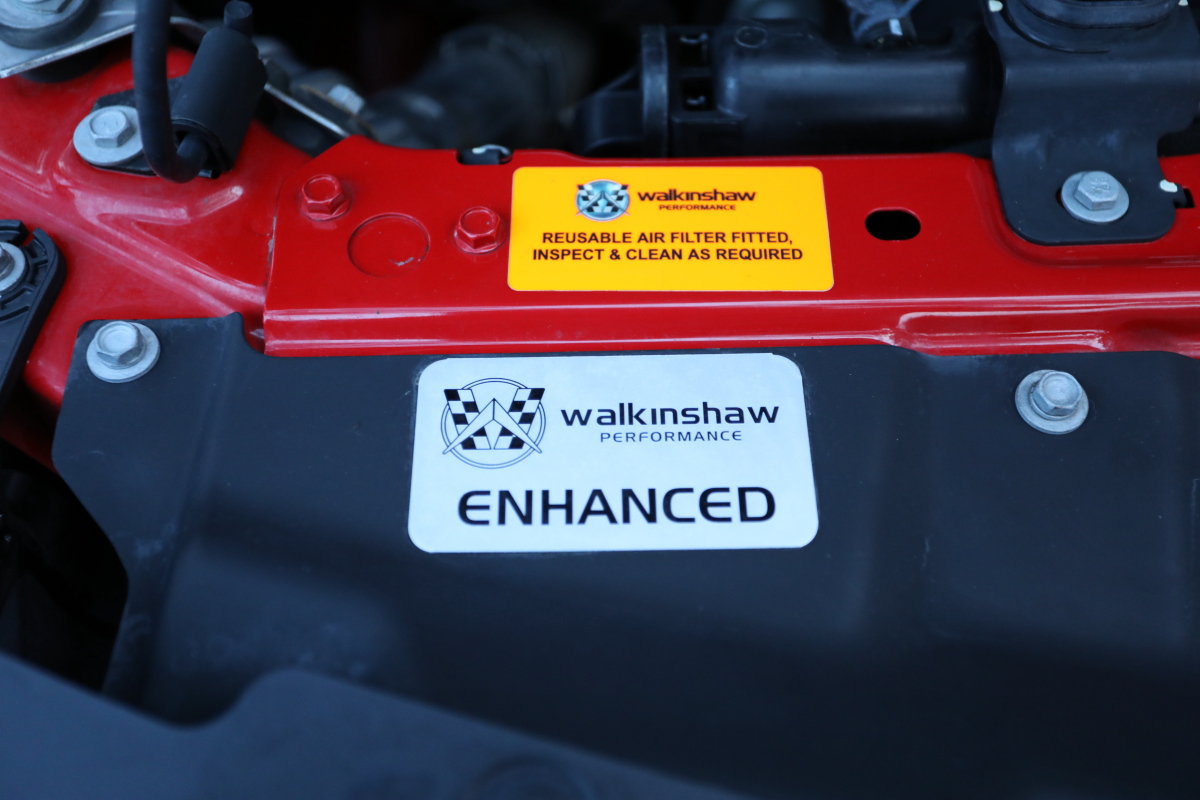 walkinshaw
PERFORMANCE
REUSABLE AIR FILTER FITTED,
INSPECT & CLEAN AS REQUIRED
walkinshaw
PERFORMANCE
ENHANCED